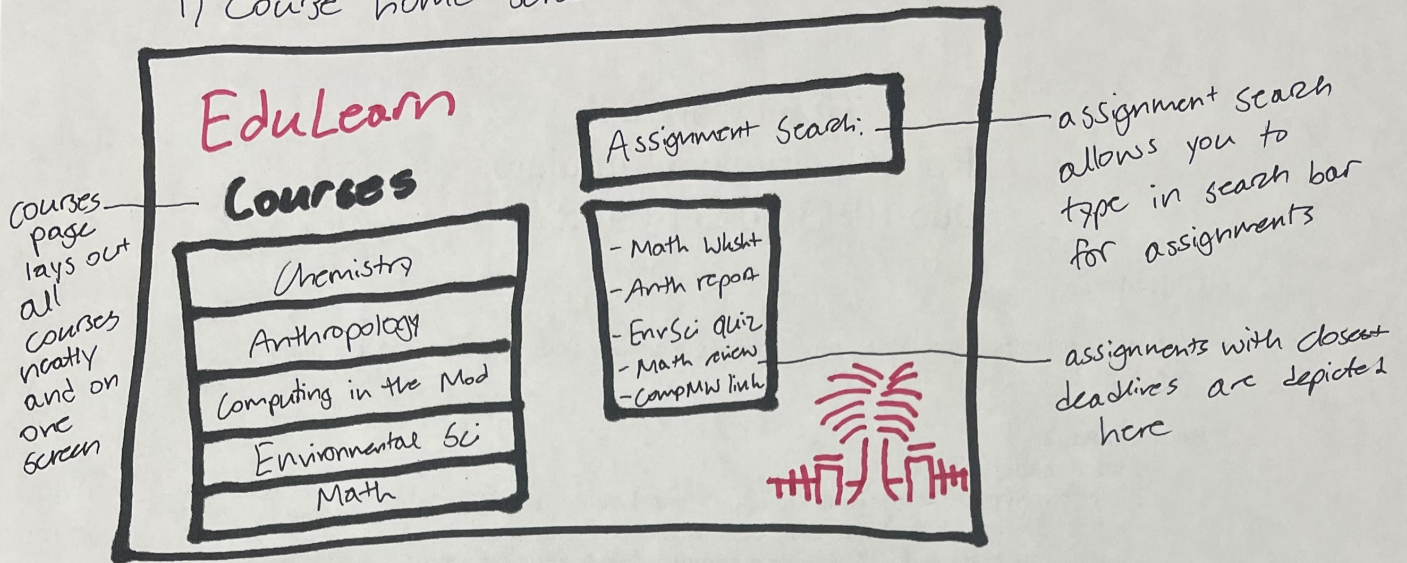 1) Course home
EduLearn
Assignment Search:
Courses
Chemistry
Anthropology
Computing in the Mod
Environmental Sci
Math
- Math Wksht
- Anth report
- EnvSci quiz
- Math review
- CompMW link
courses
page
lays out
all
courses
neatly
and on
one
screen
assignment search
allows you to
type in search bar
for assignments
assignments with closest
deadlines are depicted
here